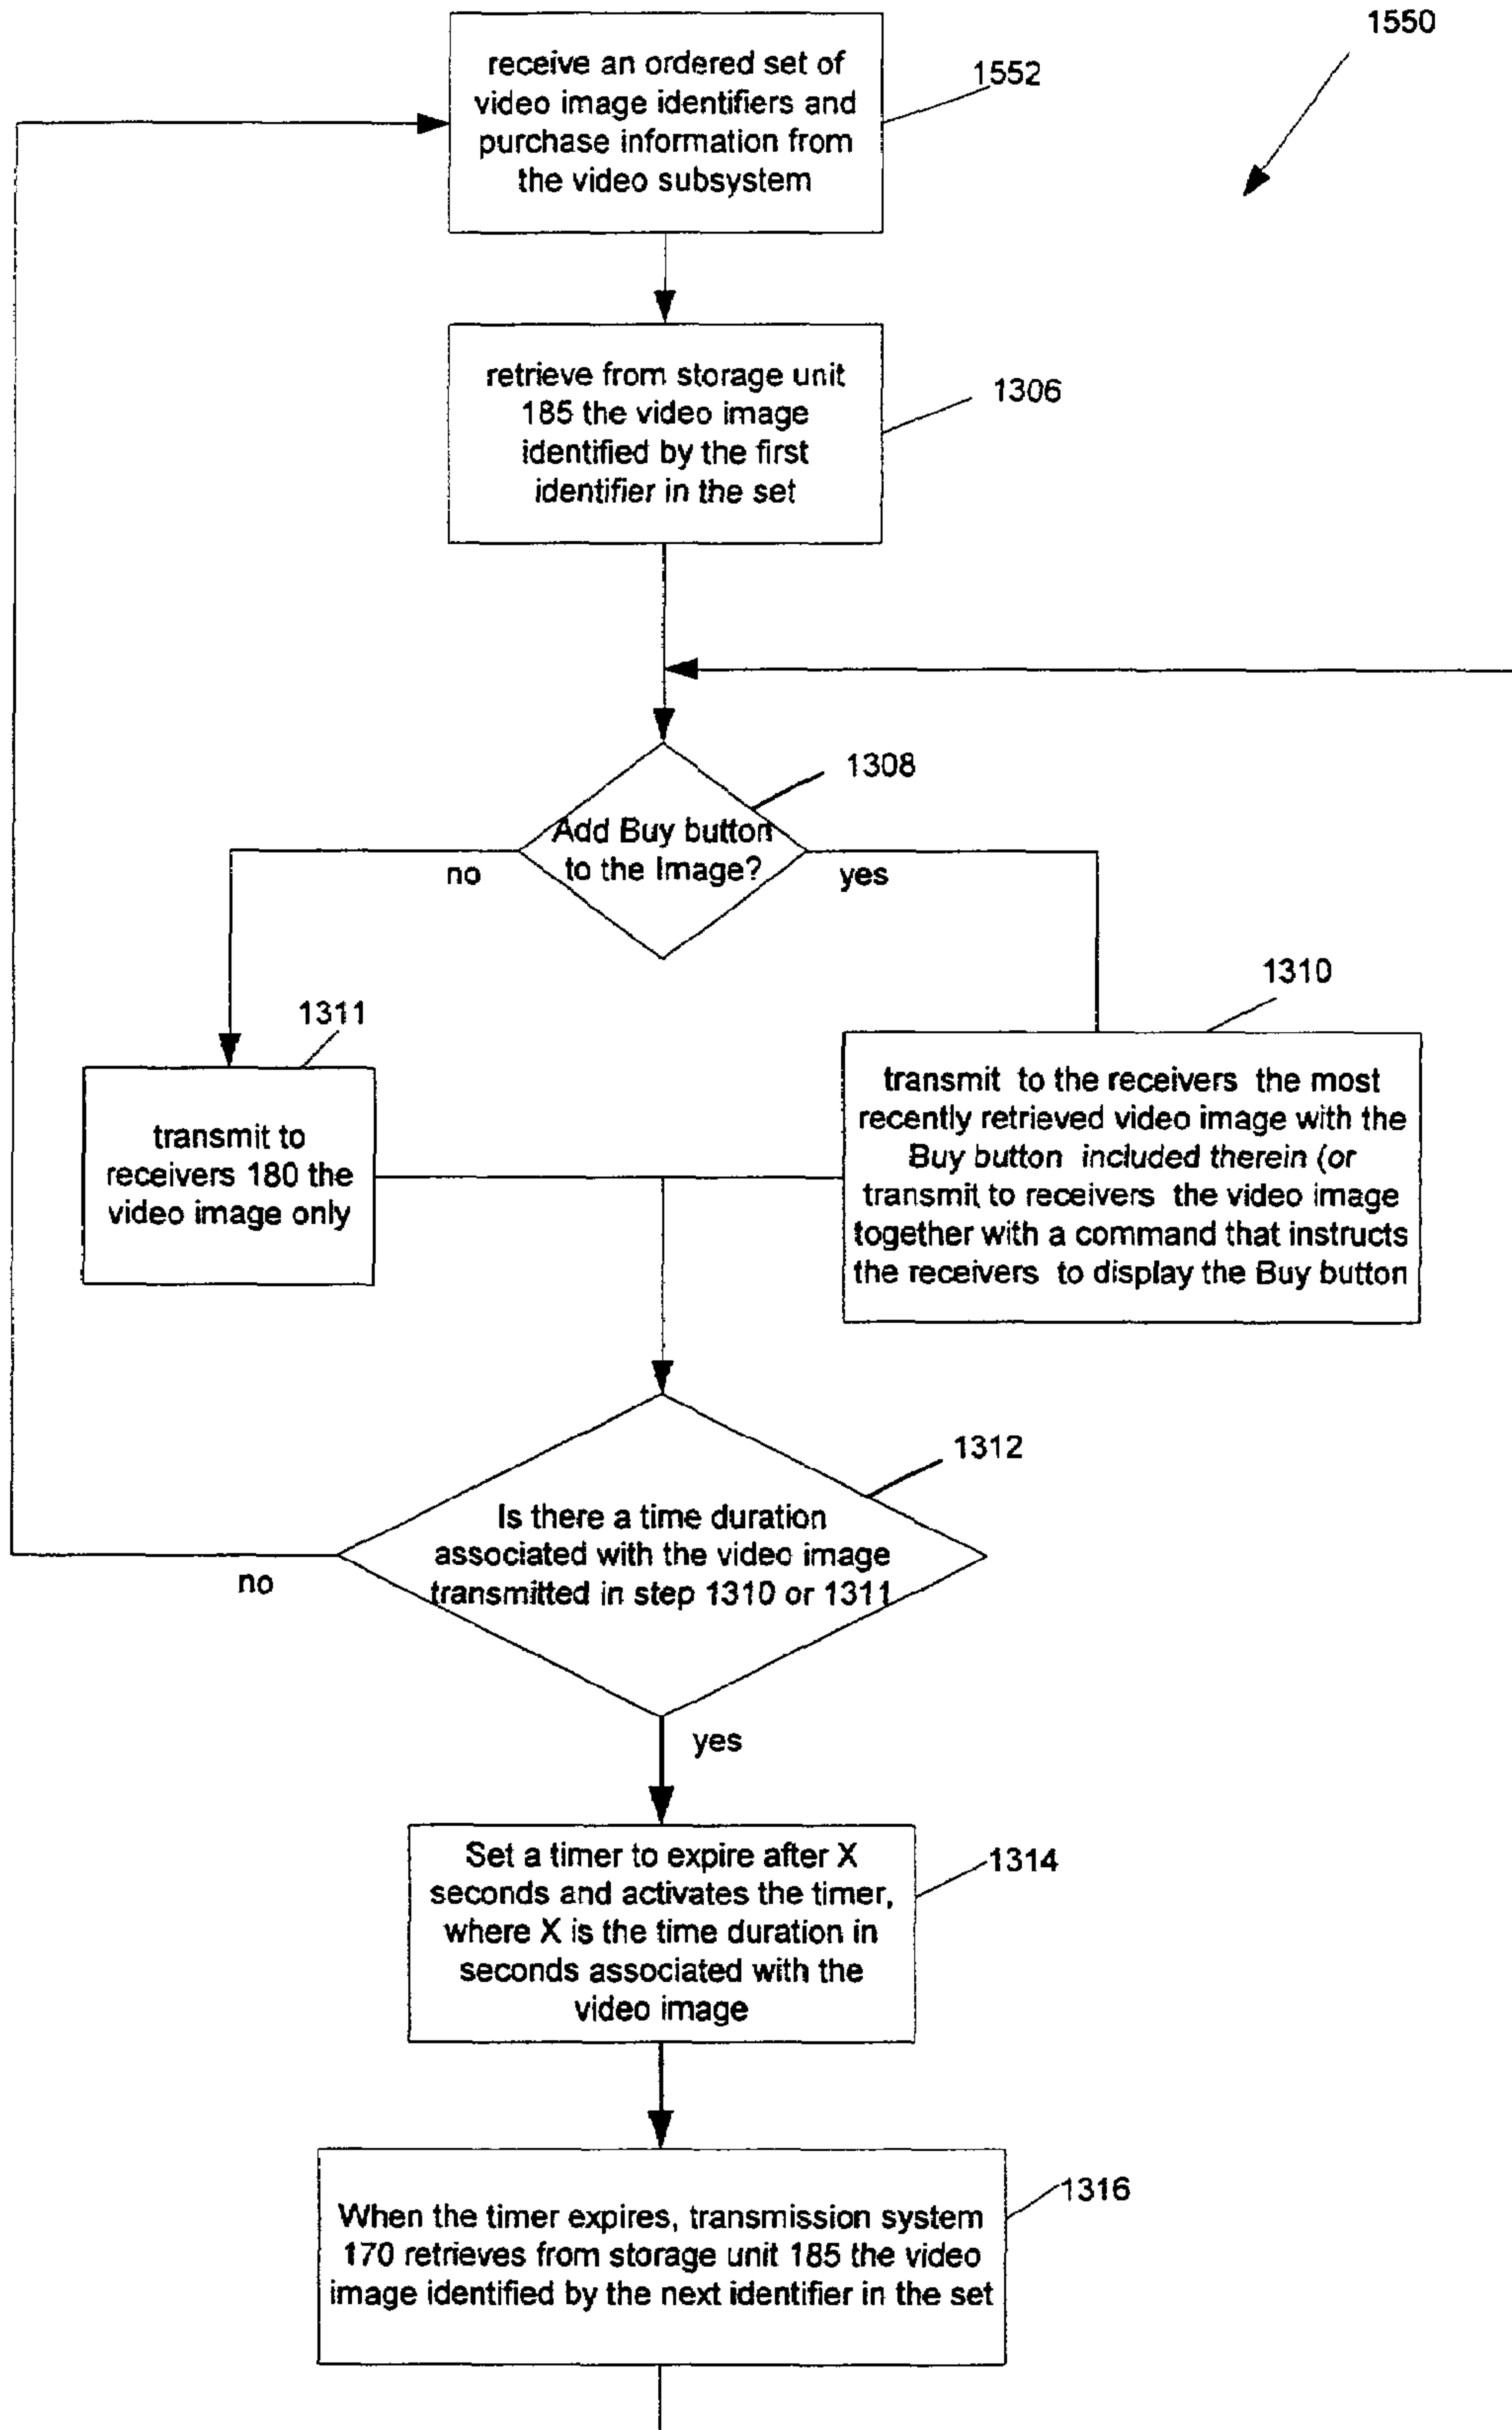 1550
receive an ordered set of
video image identifiers and
purchase information from
the video subsystem
1552
retrieve from storage unit
185 the video image
identified by the first
identifier in the set
1306
1308
Add Buy button
to the Image?
no
yes
1310
1311
transmit to
receivers 180 the
video image only
transmit to the receivers the most
recently retrieved video image with the
Buy button included therein (or
transmit to receivers the video image
together with a command that instructs
the receivers to display the Buy button
1312
Is there a time duration
associated with the video image
transmitted in step 1310 or 1311
no
yes
Set a timer to expire after X
seconds and activates the timer,
where X is the time duration in
seconds associated with the
video image
1314
When the timer expires, transmission system
170 retrieves from storage unit 185 the video
image identified by the next identifier in the set
1316